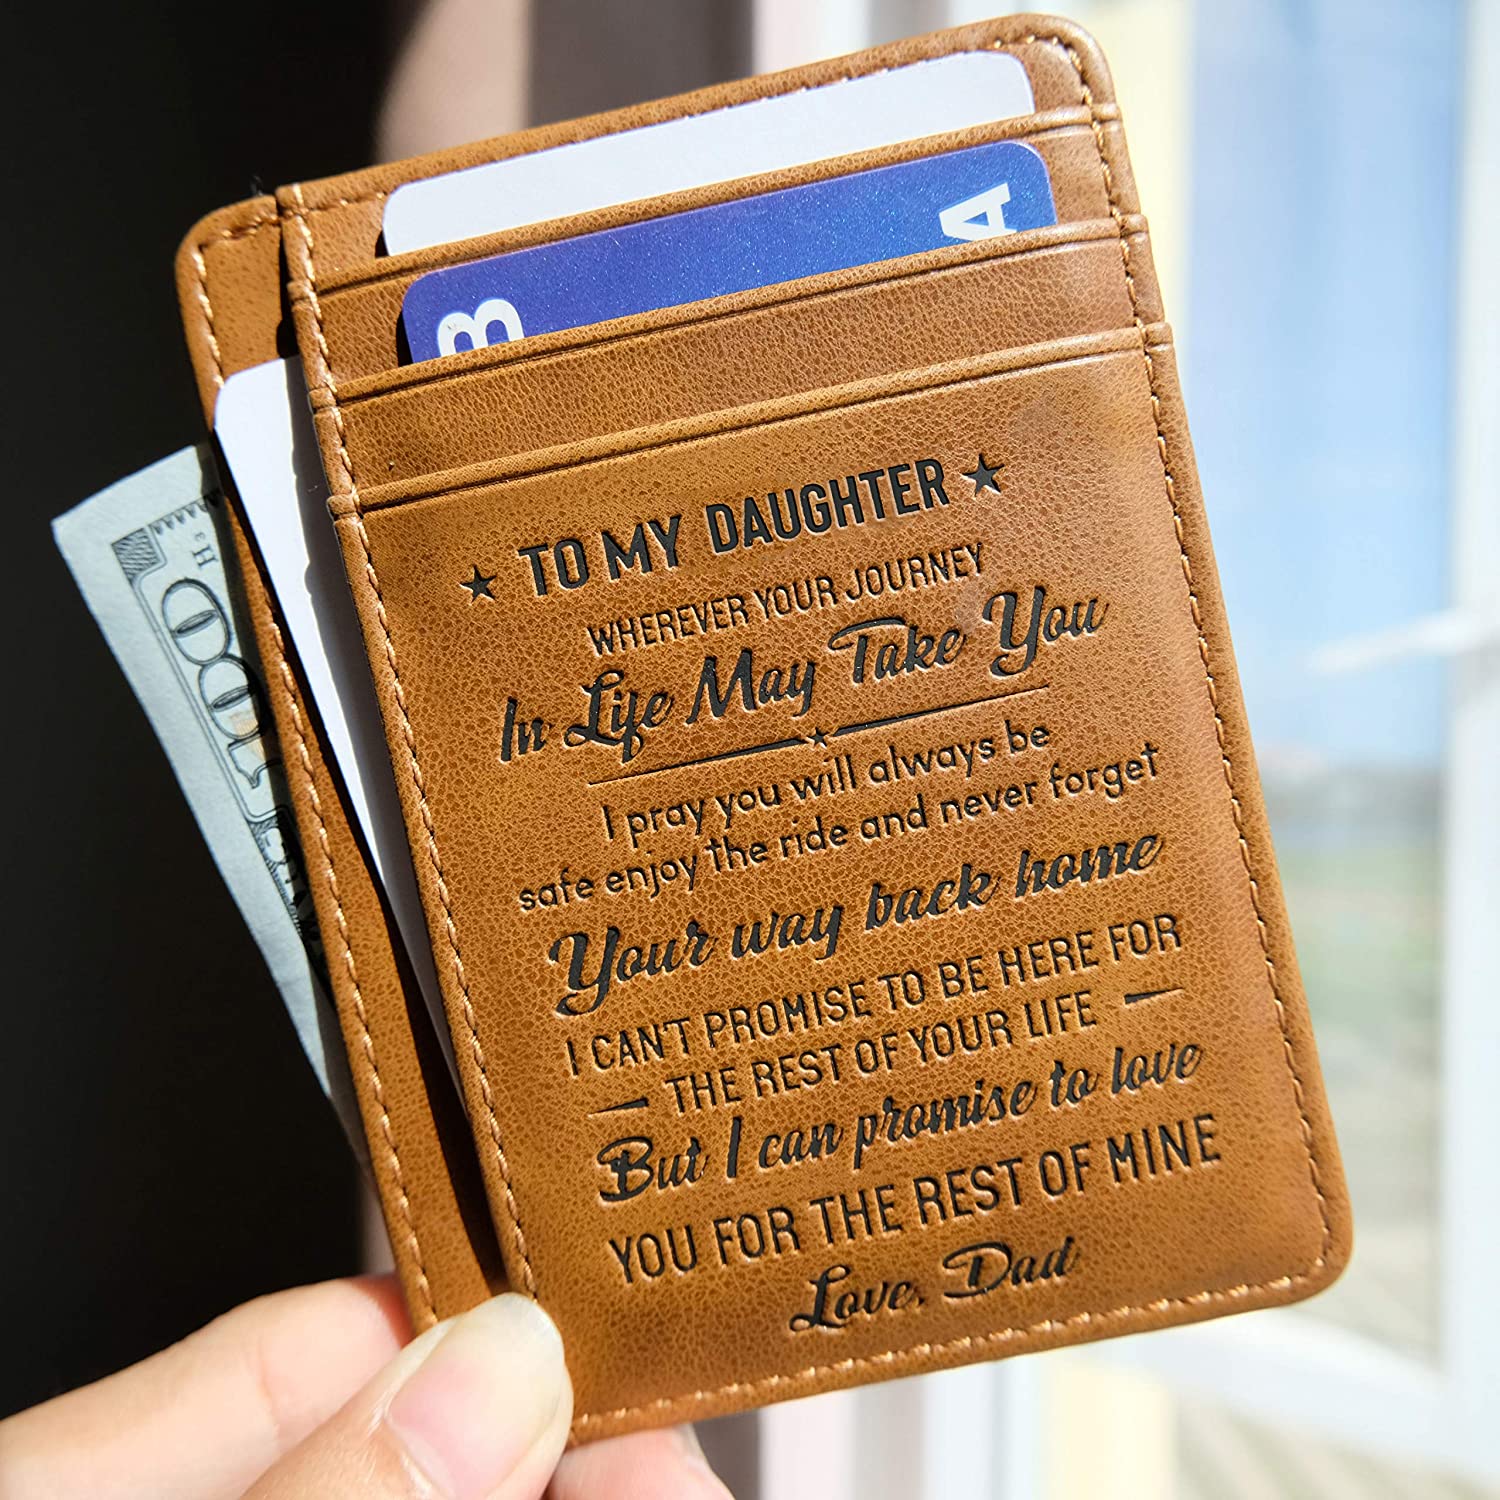 B A
100
TO MY DAUGHTER
WHEREVER YOUR JOURNEY
In Life May Take You
I pray you will always be
safe enjoy the ride and never forget
Your way back home
I CAN'T PROMISE TO BE HERE FOR
THE REST OF YOUR LIFE
But I can promise to love
YOU FOR THE REST OF MINE
Love, Dad